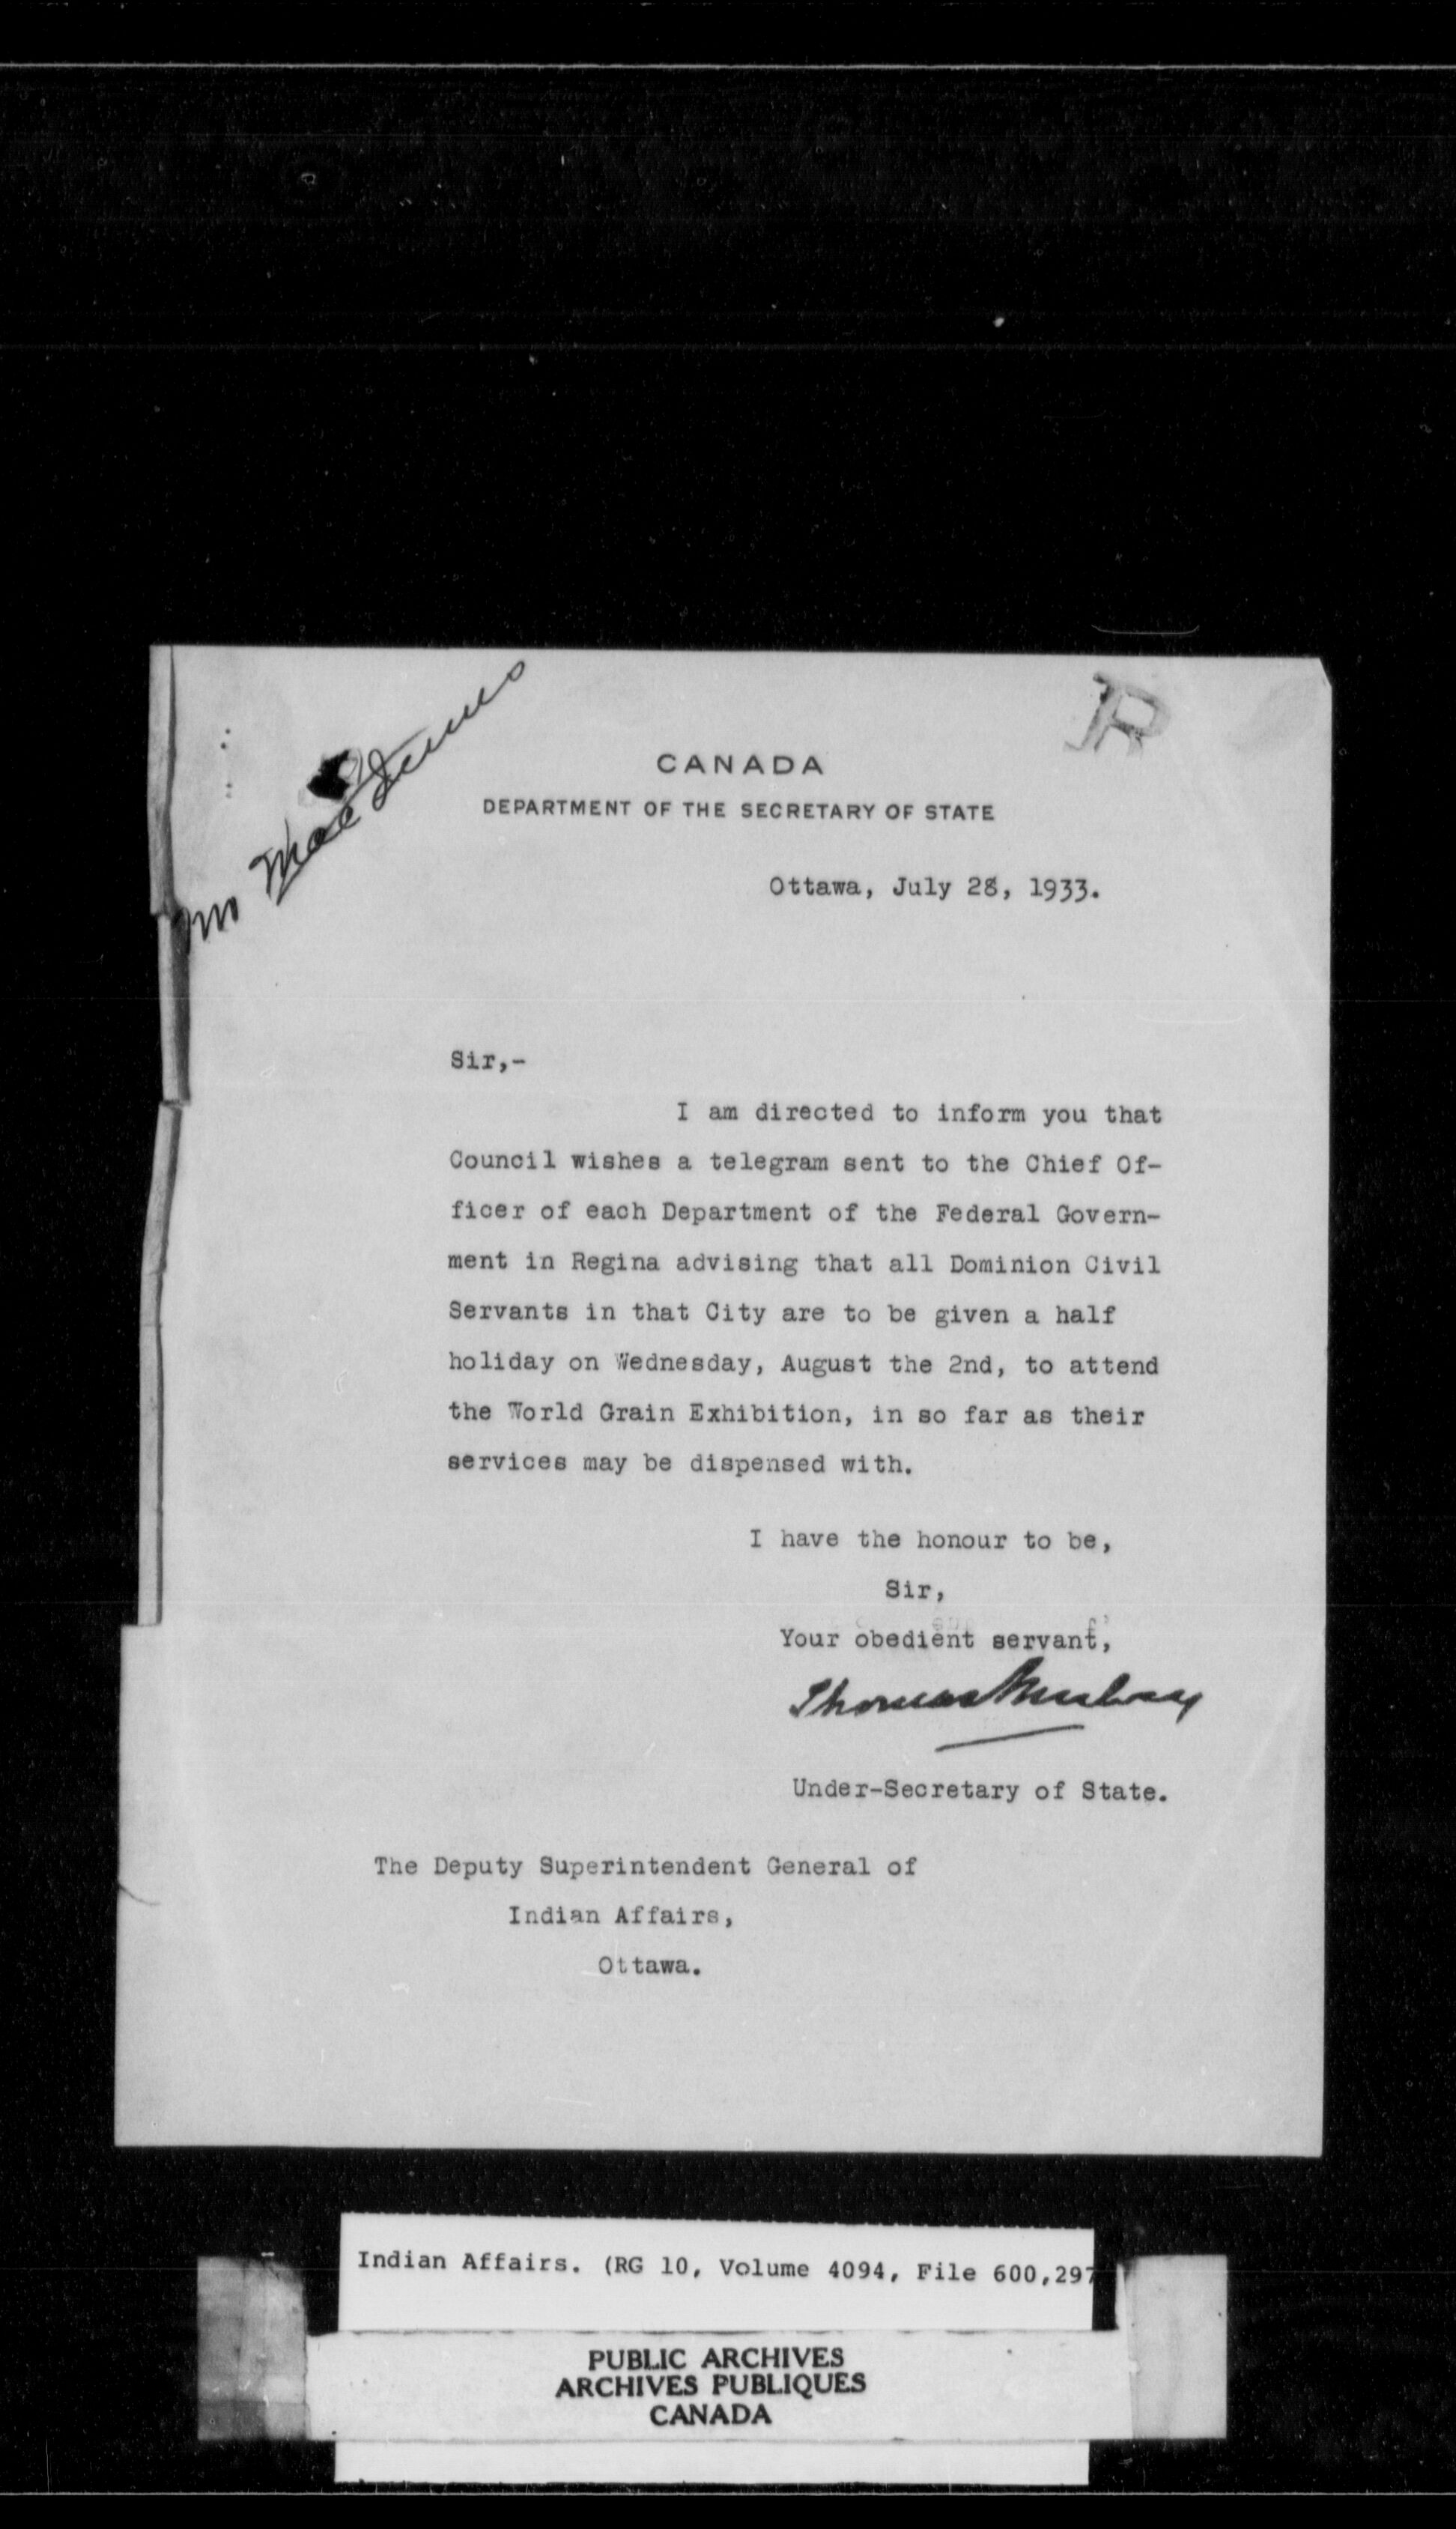 Mr MacInnes
R
CANADA
DEPARTMENT OF THE SECRETARY OF STATE
Ottawa, July 28, 1933.
Sir,-
I am directed to inform you that
Council wishes a telegram sent to the Chief Of-
ficer of each Department of the Federal Govern-
ment in Regina advising that all Dominion Civil
Servants in that City are to be given a half
holiday on Wednesday, August the 2nd, to attend
the World Grain Exhibition, in so far as their
services may be dispensed with.
I have the honour to be,
Sir,
Your obedient servant,
Thomas Mulvey
Under-Secretary of State.
The Deputy Superintendent General of
Indian Affairs,
Ottawa.
Indian Affairs. (RG 10, Volume 4094, File 600,297
PUBLIC ARCHIVES
ARCHIVES PUBLIQUES
CANADA